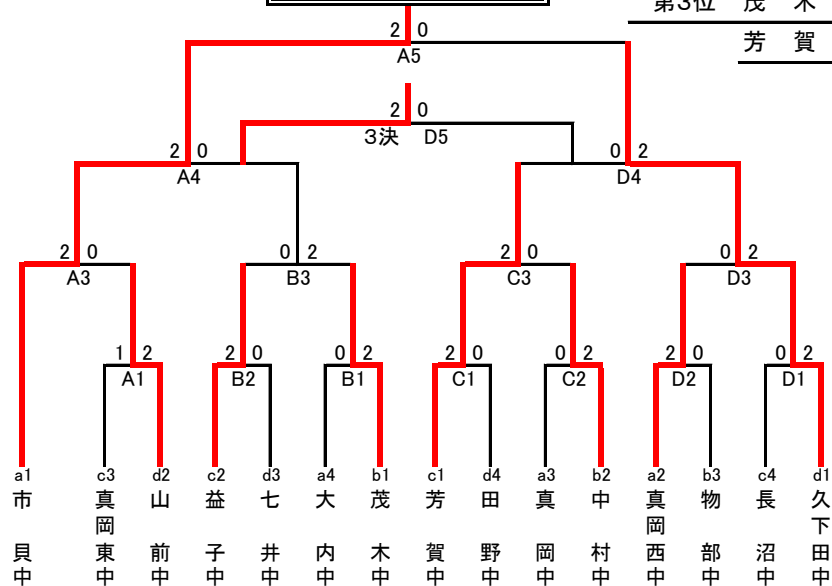 第3位 茂 木
芳 賀
2 0
A5
2 0
3決 D5
2 0
A4
0 2
D4
2 0
A3
0 2
B3
2 0
C3
0 2
D3
1 2
A1
2 0
B2
0 2
B1
2 0
C1
0 2
C2
2 0
D2
0 2
D1
a1 c3 d2 c2 d3 a4 b1 c1 d4 a3 b2 a2 b3 c4 d1
市貝中
真岡東中
山前中
益子中
七井中
大内中
茂木中
芳賀中
田野中
真岡中
中村中
真岡西中
物部中
長沼中
久下田中